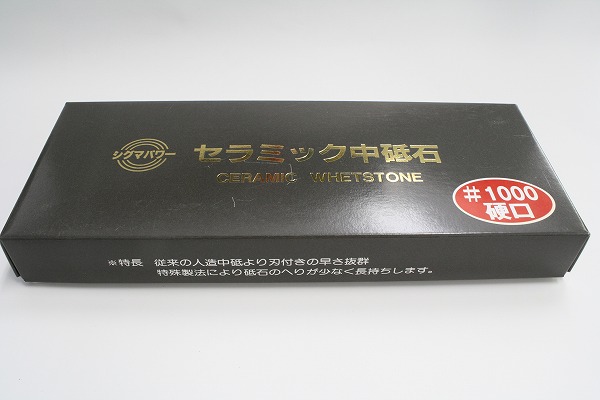 シグマパワー
セラミック中砥石
CERAMIC WHETSTONE
#1000
硬口
※特長 従来の人造中砥より刃付きの早さ抜群
特殊製法により砥石のへりが少なく長持ちします。